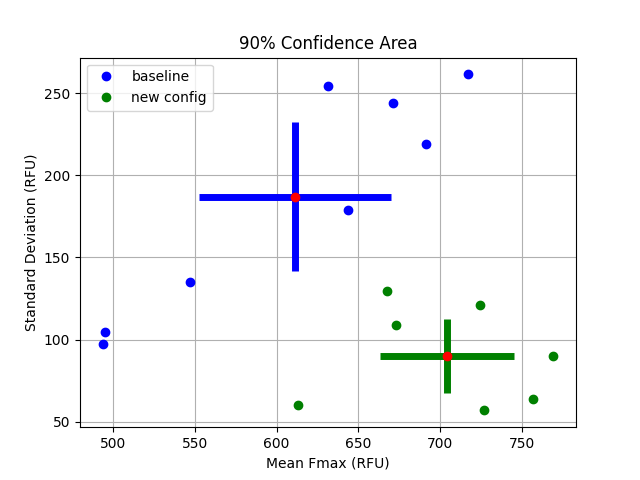 90% Confidence Area
baseline
new config
250
200
150
100
50
Standard Deviation (RFU)
500
550
600
650
700
750
Mean Fmax (RFU)